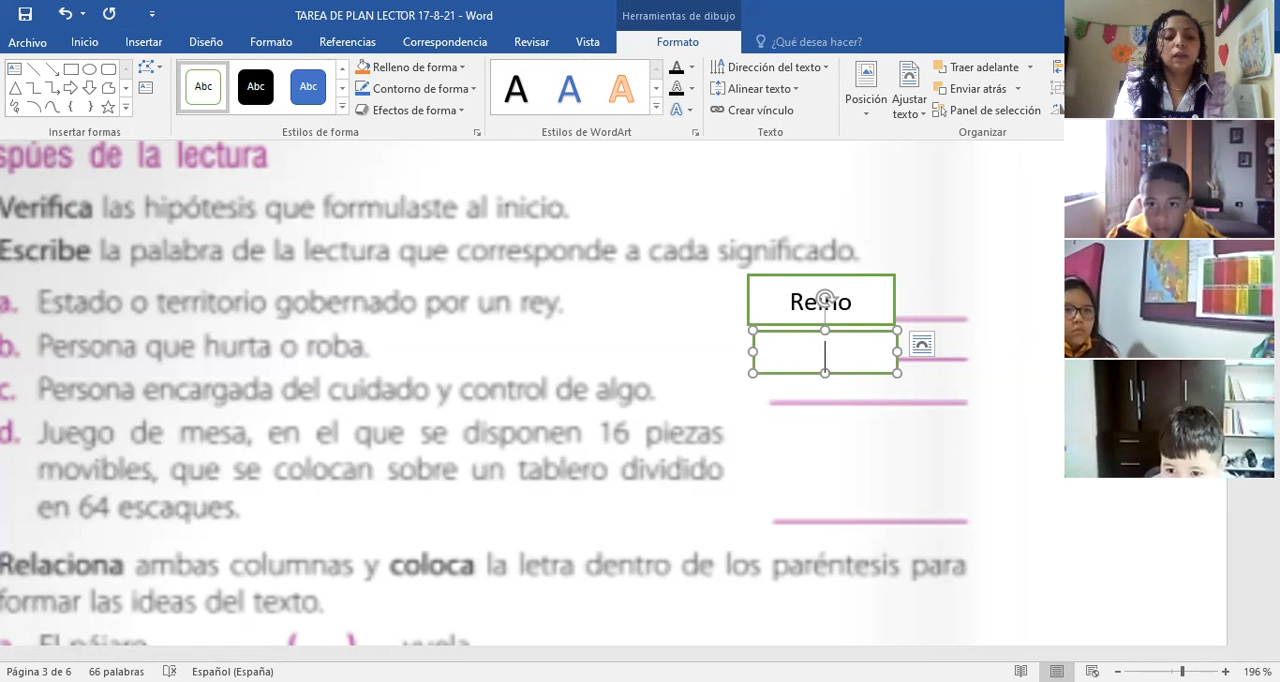 TAREA DE PLAN LECTOR 17-8-21 - Word
Herramientas de dibujo
Archivo Inicio Insertar Diseño Formato Referencias Correspondencia Revisar Vista Formato ¿Qué desea hacer?
Abc Abc Abc
Relleno de forma
Contorno de forma
Efectos de forma
A A A
Dirección del texto
Alinear texto
Crear vínculo
Posición
Ajustar texto
Traer adelante
Enviar atrás
Panel de selección
Insertar formas Estilos de forma Estilos de WordArt Texto Organizar
spúes de la lectura
Verifica las hipótesis que formulaste al inicio.
Escribe la palabra de la lectura que corresponde a cada significado.
a. Estado o territorio gobernado por un rey. Reino
b. Persona que hurta o roba.
c. Persona encargada del cuidado y control de algo.
d. Juego de mesa, en el que se disponen 16 piezas
movibles, que se colocan sobre un tablero dividido
en 64 escaques.
Relaciona ambas columnas y coloca la letra dentro de los paréntesis para
formar las ideas del texto.
a. El pájaro ( ) vuela
Página 3 de 6 66 palabras Español (España) 196 %